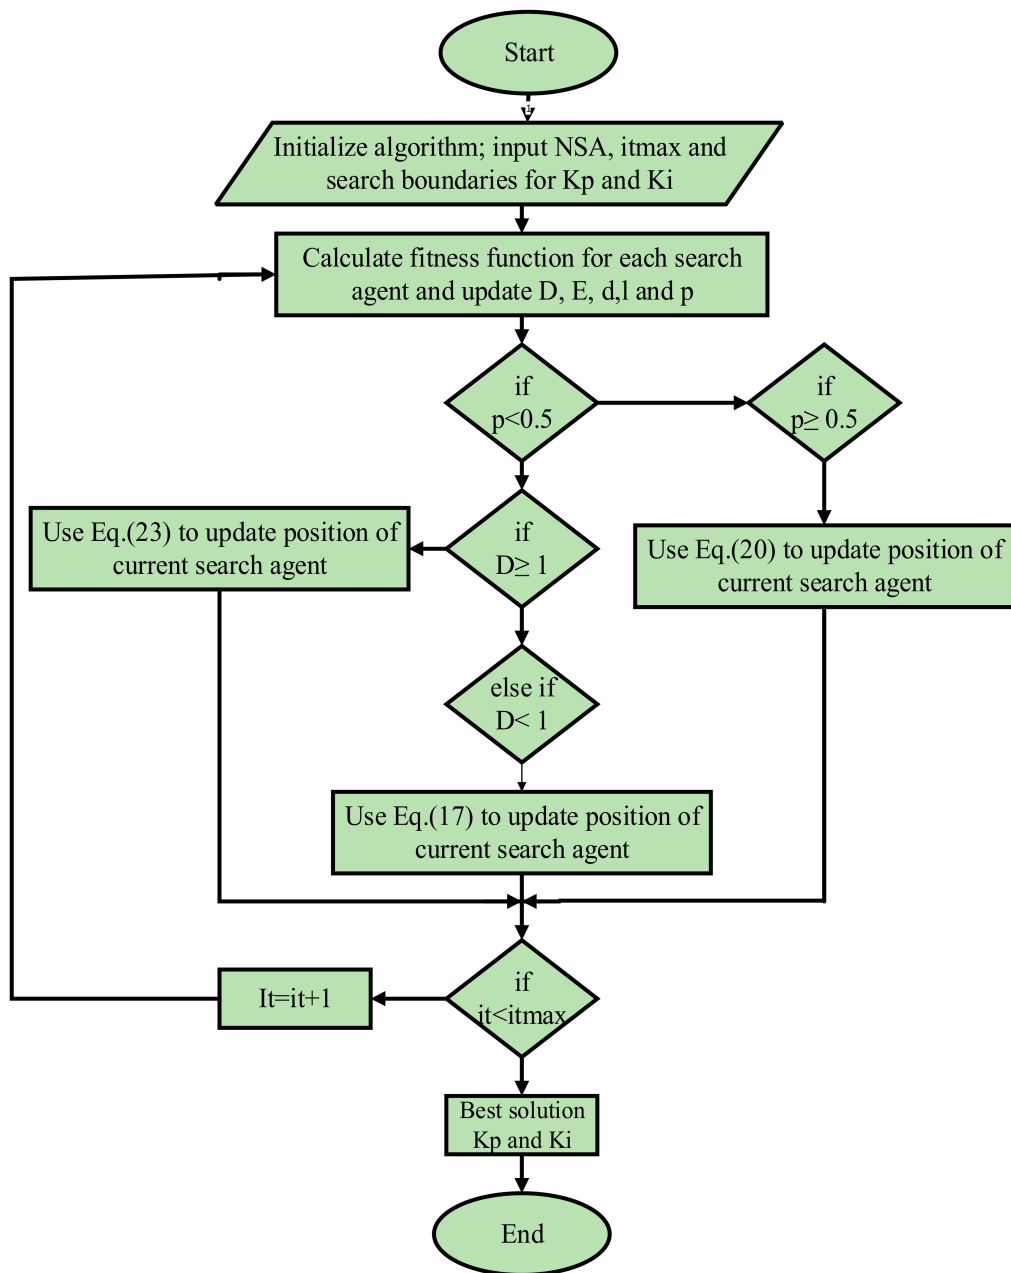 Start
1
Initialize algorithm; input NSA, itmax and
search boundaries for Kp and Ki
Calculate fitness function for each search
agent and update D, E, d,l and p
if
p<0.5
if
p≥ 0.5
Use Eq.(23) to update position of
current search agent
if
D≥ 1
Use Eq.(20) to update position of
current search agent
else if
D< 1
Use Eq.(17) to update position of
current search agent
It=it+1
if
it<itmax
Best solution
Kp and Ki
End